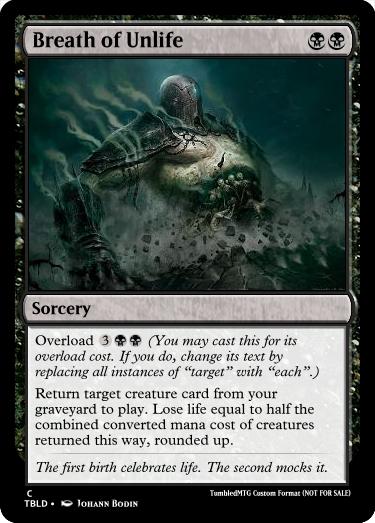 Breath of Unlife
Sorcery
Overload 3 (You may cast this for its
overload cost. If you do, change its text by
replacing all instances of “target” with “each”.)
Return target creature card from your
graveyard to play. Lose life equal to half the
combined converted mana cost of creatures
returned this way, rounded up.
The first birth celebrates life. The second mocks it.
C
TBLD • Johann Bodin
TumbledMTG Custom Format (NOT FOR SALE)